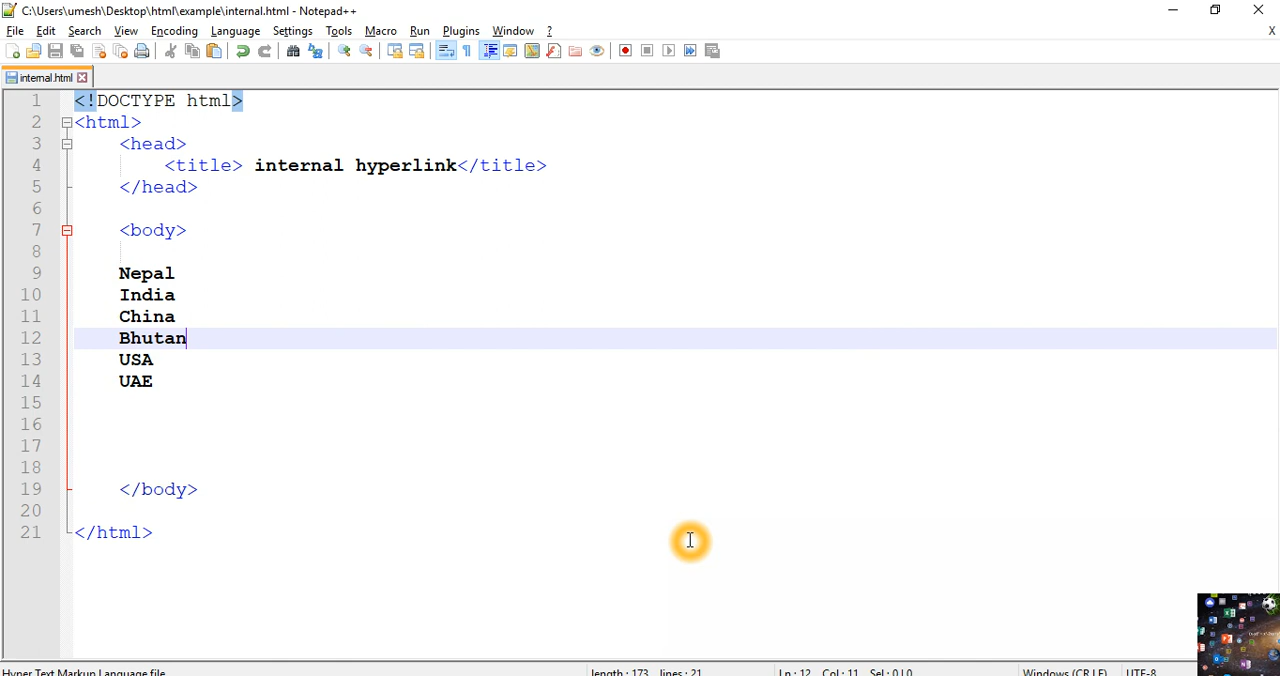 C:\Users\umesh\Desktop\html\example\internal.html - Notepad++
File Edit Search View Encoding Language Settings Tools Macro Run Plugins Window ? X
internal.html
1 <!DOCTYPE html>
2 <html>
3 <head>
4 <title> internal hyperlink</title>
5 </head>
6
7 <body>
8
9 Nepal
10 India
11 China
12 Bhutan
13 USA
14 UAE
15
16
17
18
19 </body>
20
21 </html>
Hyper Text Markup Language file length : 173 lines : 21 Ln : 12 Col : 11 Sel : 0 | 0 Windows (CR LF) UTF-8